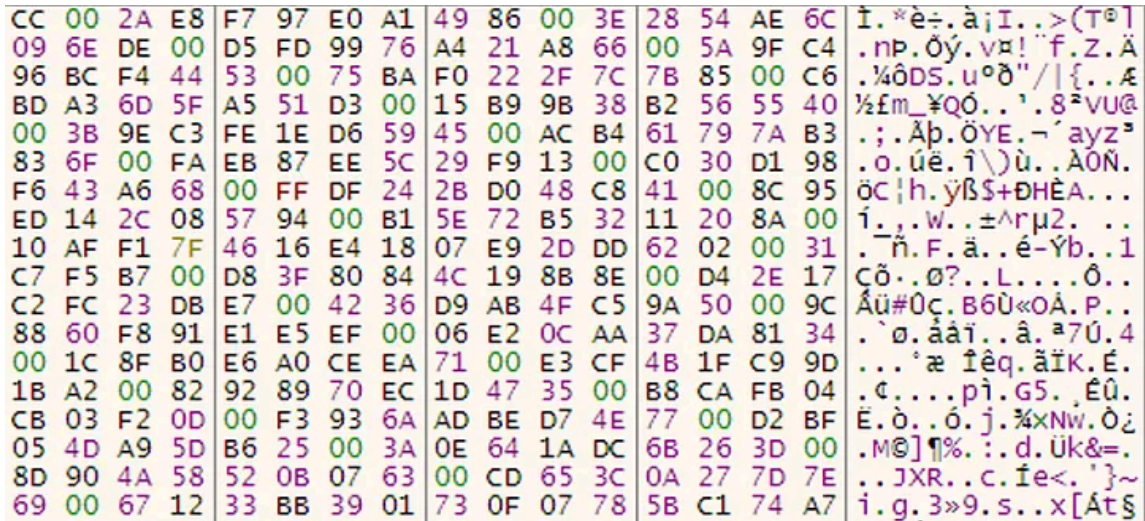 CC 00 2A E8 F7 97 E0 A1 49 86 00 3E 28 54 AE 6C Ì.*è÷.à¡I..>(T®l
09 6E DE 00 D5 FD 99 76 A4 21 A8 66 00 5A 9F C4 .nÞ.Õý.v¤!¨f.Z.Ä
96 BC F4 44 53 00 75 BA F0 22 2F 7C 7B 85 00 C6 .¼ôDS.uºð"/|{..Æ
BD A3 6D 5F A5 51 D3 00 15 B9 9B 38 B2 56 55 40 ½£m_¥QÓ..¹.8²VU@
00 3B 9E C3 FE 1E D6 59 45 00 AC B4 61 79 7A B3 .;.Ãþ.ÖYE.¬´ayz³
83 6F 00 FA EB 87 EE 5C 29 F9 13 00 C0 30 D1 98 .o.úë.î\)ù..À0Ñ.
F6 43 A6 68 00 FF DF 24 2B D0 48 C8 41 00 8C 95 öC¦h.ÿß$+ÐHÈA...
ED 14 2C 08 57 94 00 B1 5E 72 B5 32 11 20 8A 00 í.,.W..±^rµ2. ..
10 AF F1 7F 46 16 E4 18 07 E9 2D DD 62 02 00 31 .¯ñ.F.ä..é-Ýb..1
C7 F5 B7 00 D8 3F 80 84 4C 19 8B 8E 00 D4 2E 17 Çõ·.Ø?..L....Ô..
C2 FC 23 DB E7 00 42 36 D9 AB 4F C5 9A 50 00 9C Âü#Ûç.B6Ù«OÅ.P..
88 60 F8 91 E1 E5 EF 00 06 E2 0C AA 37 DA 81 34 .`ø.áåï..â.ª7Ú.4
00 1C 8F B0 E6 A0 CE EA 71 00 E3 CF 4B 1F C9 9D ...°æ Îêq.ãÏK.É.
1B A2 00 82 92 89 70 EC 1D 47 35 00 B8 CA FB 04 .¢....pì.G5.¸Êû.
CB 03 F2 0D 00 F3 93 6A AD BE D7 4E 77 00 D2 BF Ë.ò..ó.j.¾×Nw.Ò¿
05 4D A9 5D B6 25 00 3A 0E 64 1A DC 6B 26 3D 00 .M©]¶%.:.d.Ük&=.
8D 90 4A 58 52 0B 07 63 00 CD 65 3C 0A 27 7D 7E ..JXR..c.Íe<.'}~
69 00 67 12 33 BB 39 01 73 0F 07 78 5B C1 74 A7 i.g.3»9.s..x[Át§